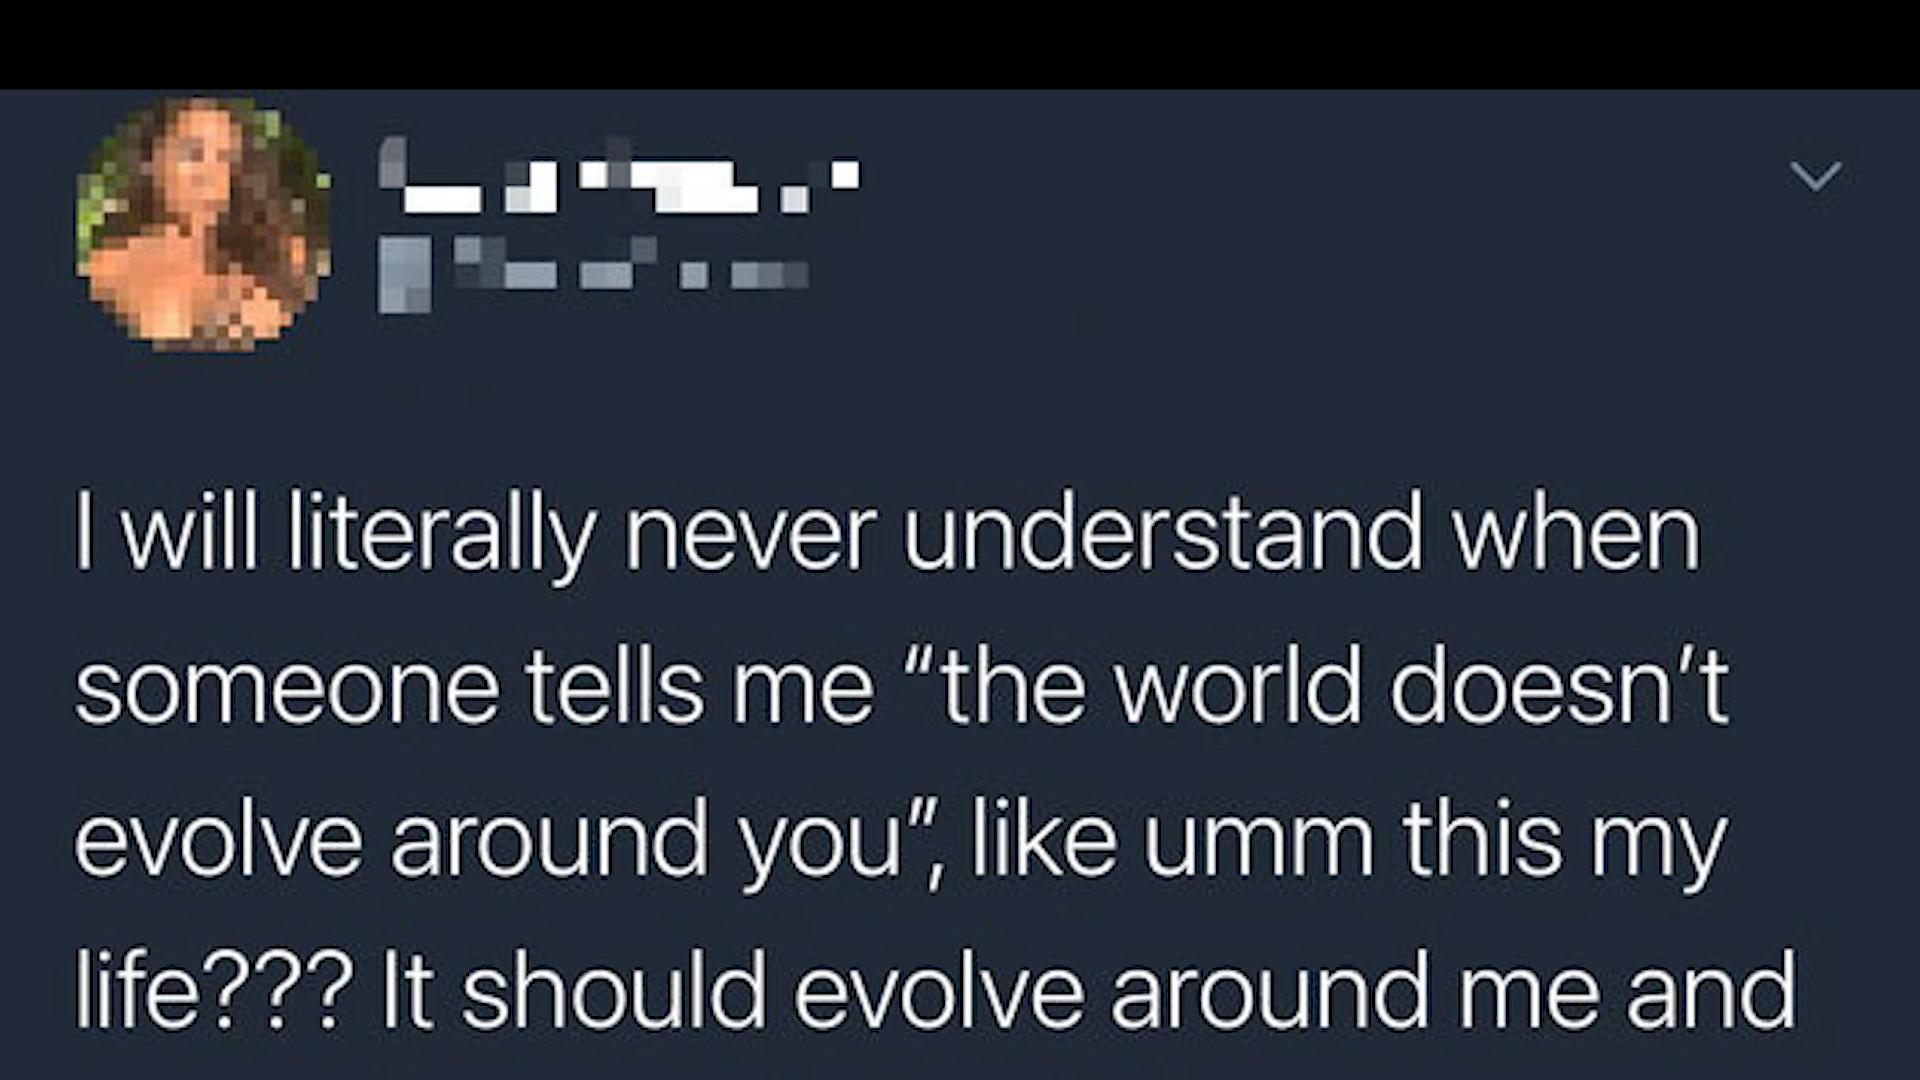 I will literally never understand when
someone tells me “the world doesn’t
evolve around you”, like umm this my
life??? It should evolve around me and